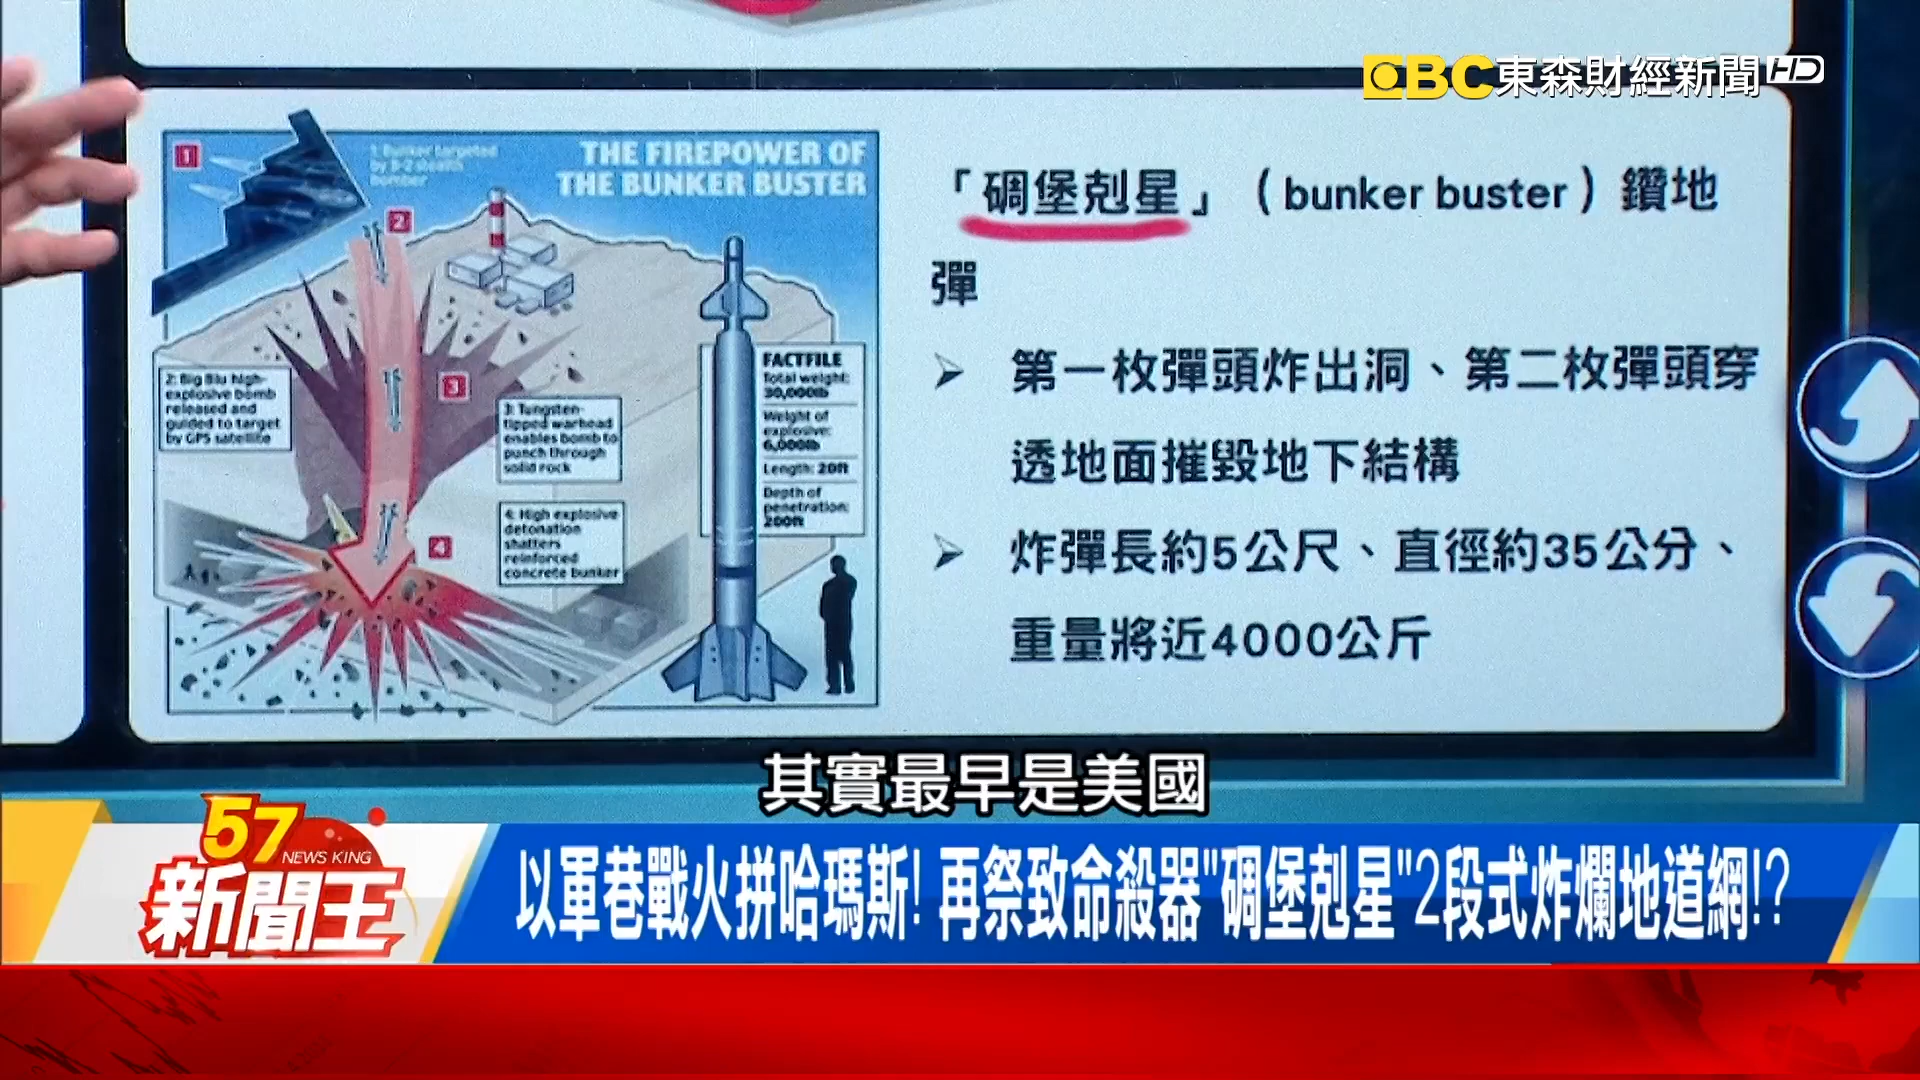 EBC東森財經新聞HD
THE FIREPOWER OF
THE BUNKER BUSTER
1
1: Bunker targeted
by B-2 stealth
bomber
2
3
4
2: Big Blu high-
explosive bomb
released and
guided to target
by GPS satellite
3: Tungsten-
tipped warhead
enables bomb to
punch through
solid rock
4: High explosive
detonation
shatters
reinforced
concrete bunker
FACTFILE
Total weight:
30,000lb
Weight of
explosive:
6,000lb
Length: 20ft
Depth of
penetration:
200ft
「碉堡剋星」(bunker buster)鑽地
彈
➢ 第一枚彈頭炸出洞、第二枚彈頭穿
透地面摧毀地下結構
➢ 炸彈長約5公尺、直徑約35公分、
重量將近4000公斤
其實最早是美國
57
NEWS KING
新聞王
以軍巷戰火拼哈瑪斯! 再祭致命殺器"碉堡剋星"2段式炸爛地道網!?